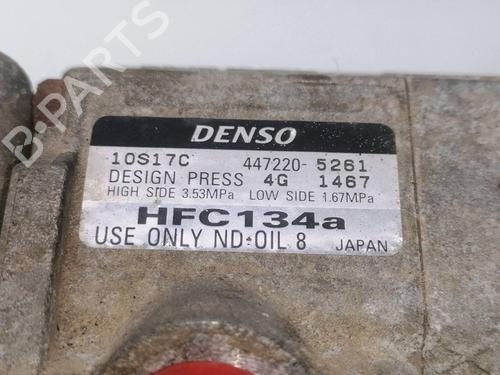 DENSO
10S17C 447220-5261
DESIGN PRESS 4G 1467
HIGH SIDE 3.53MPa LOW SIDE 1.67MPa
HFC134a
USE ONLY ND-OIL 8 JAPAN
B-PARTS